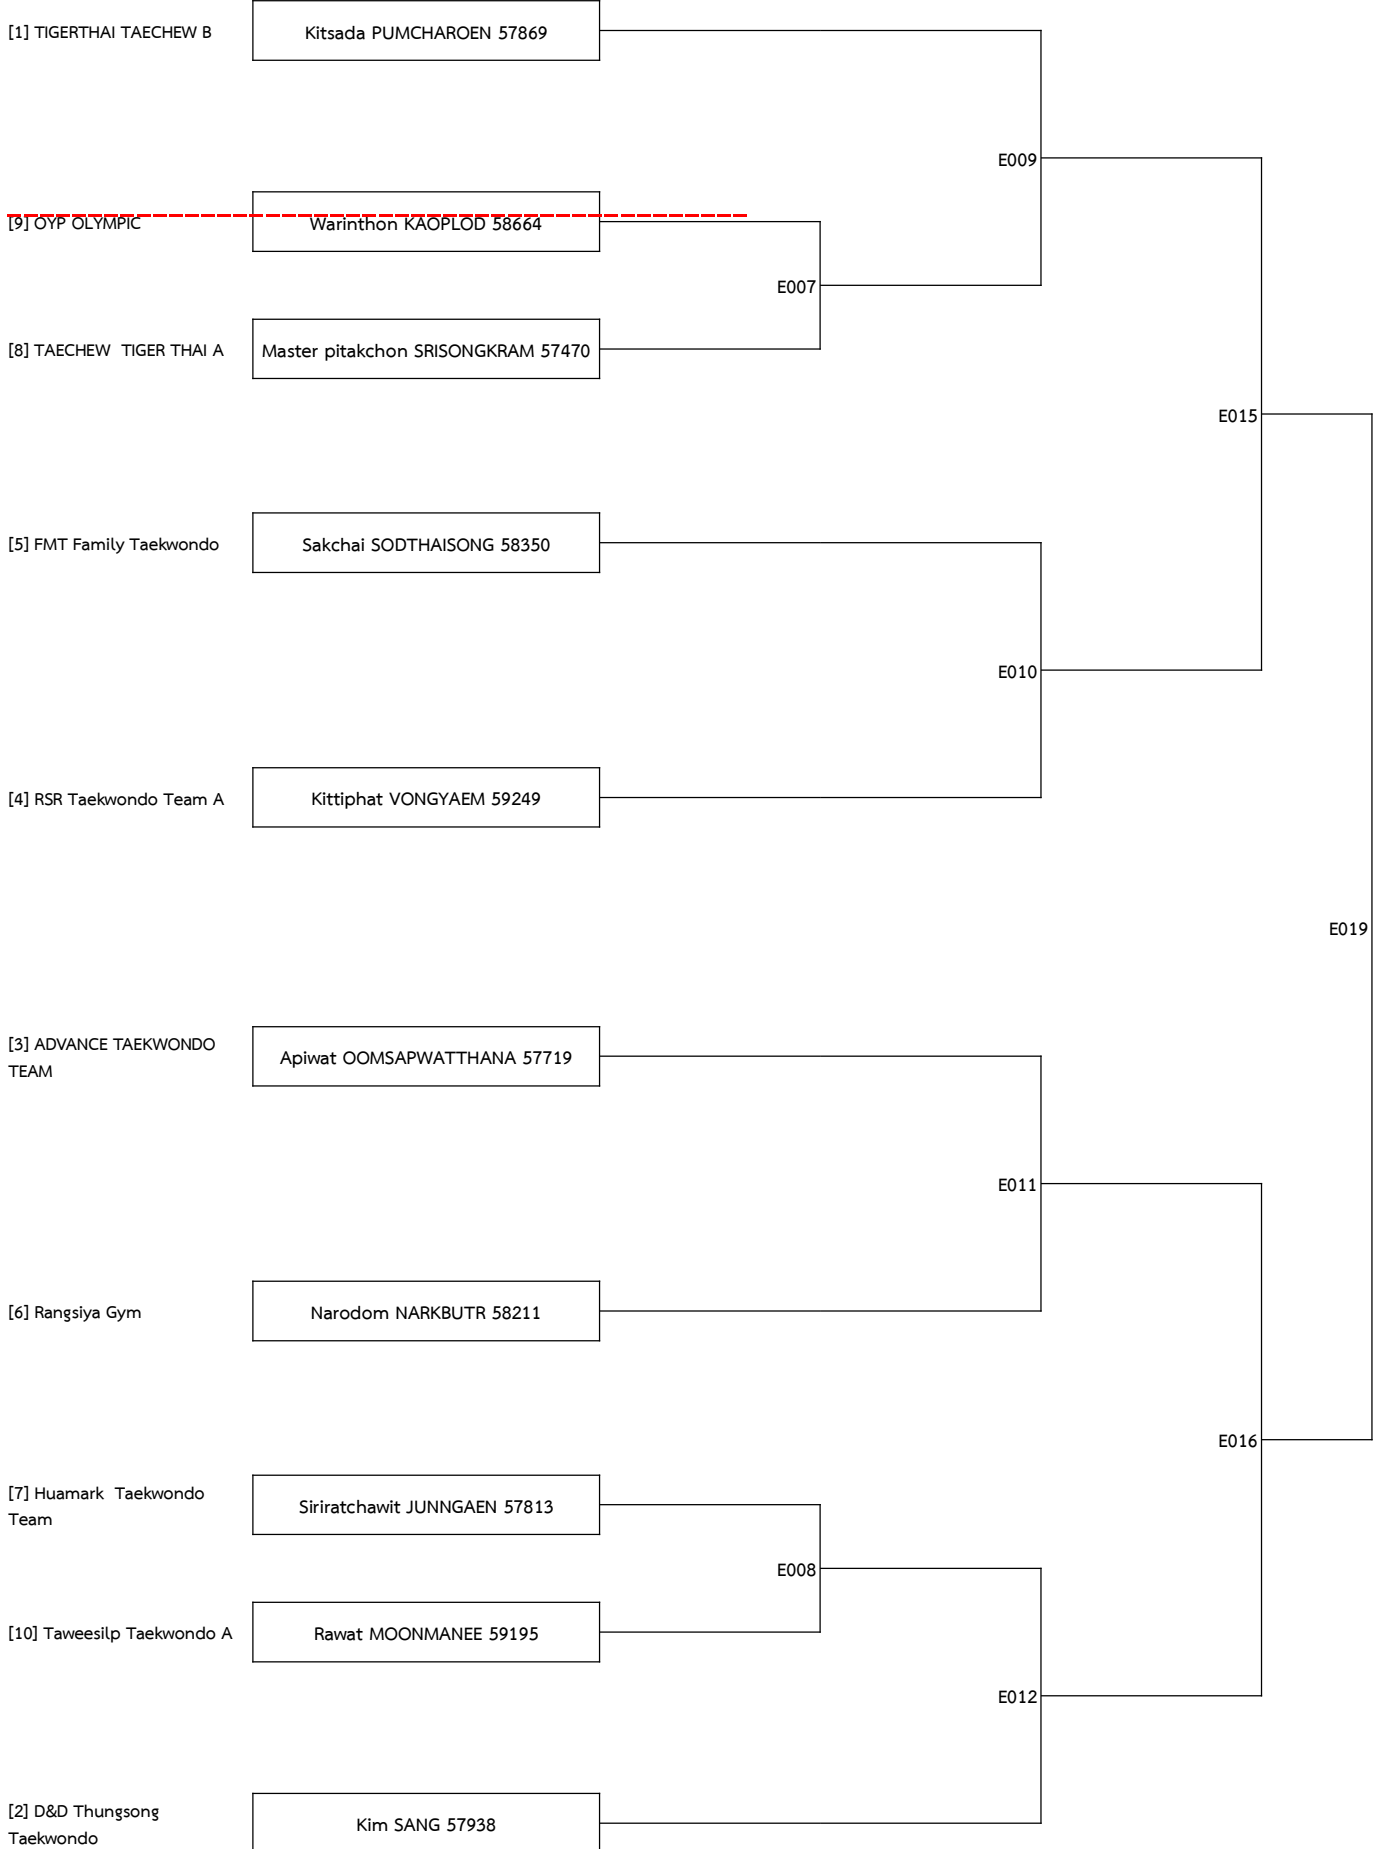 [1] TIGERTHAI TAECHEW B
Kitsada PUMCHAROEN 57869
E009
[9] OYP OLYMPIC
Warinthon KAOPLOD 58664
E007
[8] TAECHEW  TIGER THAI A
Master pitakchon SRISONGKRAM 57470
E015
[5] FMT Family Taekwondo
Sakchai SODTHAISONG 58350
E010
[4] RSR Taekwondo Team A
Kittiphat VONGYAEM 59249
E019
[3] ADVANCE TAEKWONDO
TEAM
Apiwat OOMSAPWATTHANA 57719
E011
[6] Rangsiya Gym
Narodom NARKBUTR 58211
E016
[7] Huamark  Taekwondo
Team
Siriratchawit JUNNGAEN 57813
E008
[10] Taweesilp Taekwondo A
Rawat MOONMANEE 59195
E012
[2] D&D Thungsong
Taekwondo
Kim SANG 57938